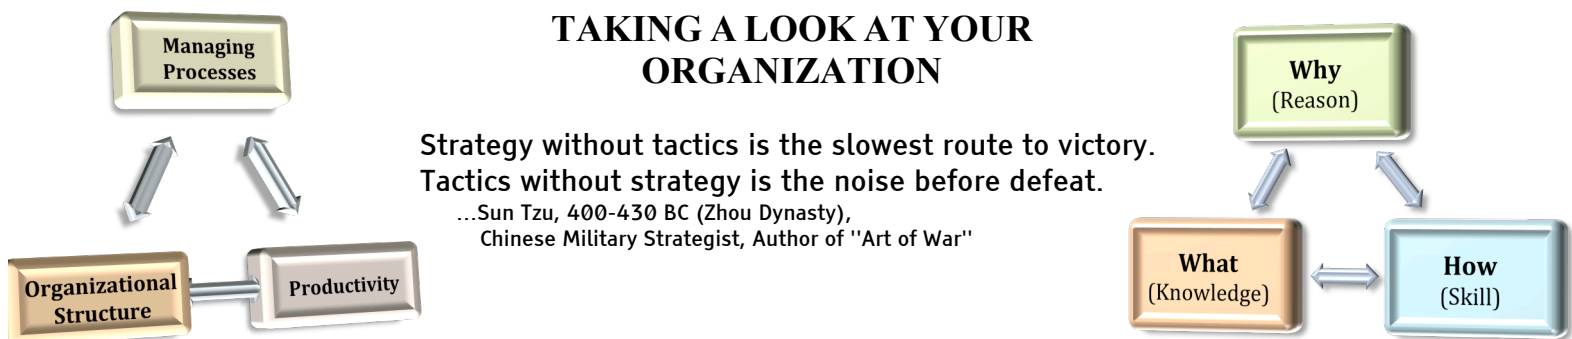 Managing
Processes
Organizational
Structure
Productivity
TAKING A LOOK AT YOUR
ORGANIZATION
Strategy without tactics is the slowest route to victory.
Tactics without strategy is the noise before defeat.
...Sun Tzu, 400-430 BC (Zhou Dynasty),
Chinese Military Strategist, Author of "Art of War"
Why
(Reason)
What
(Knowledge)
How
(Skill)